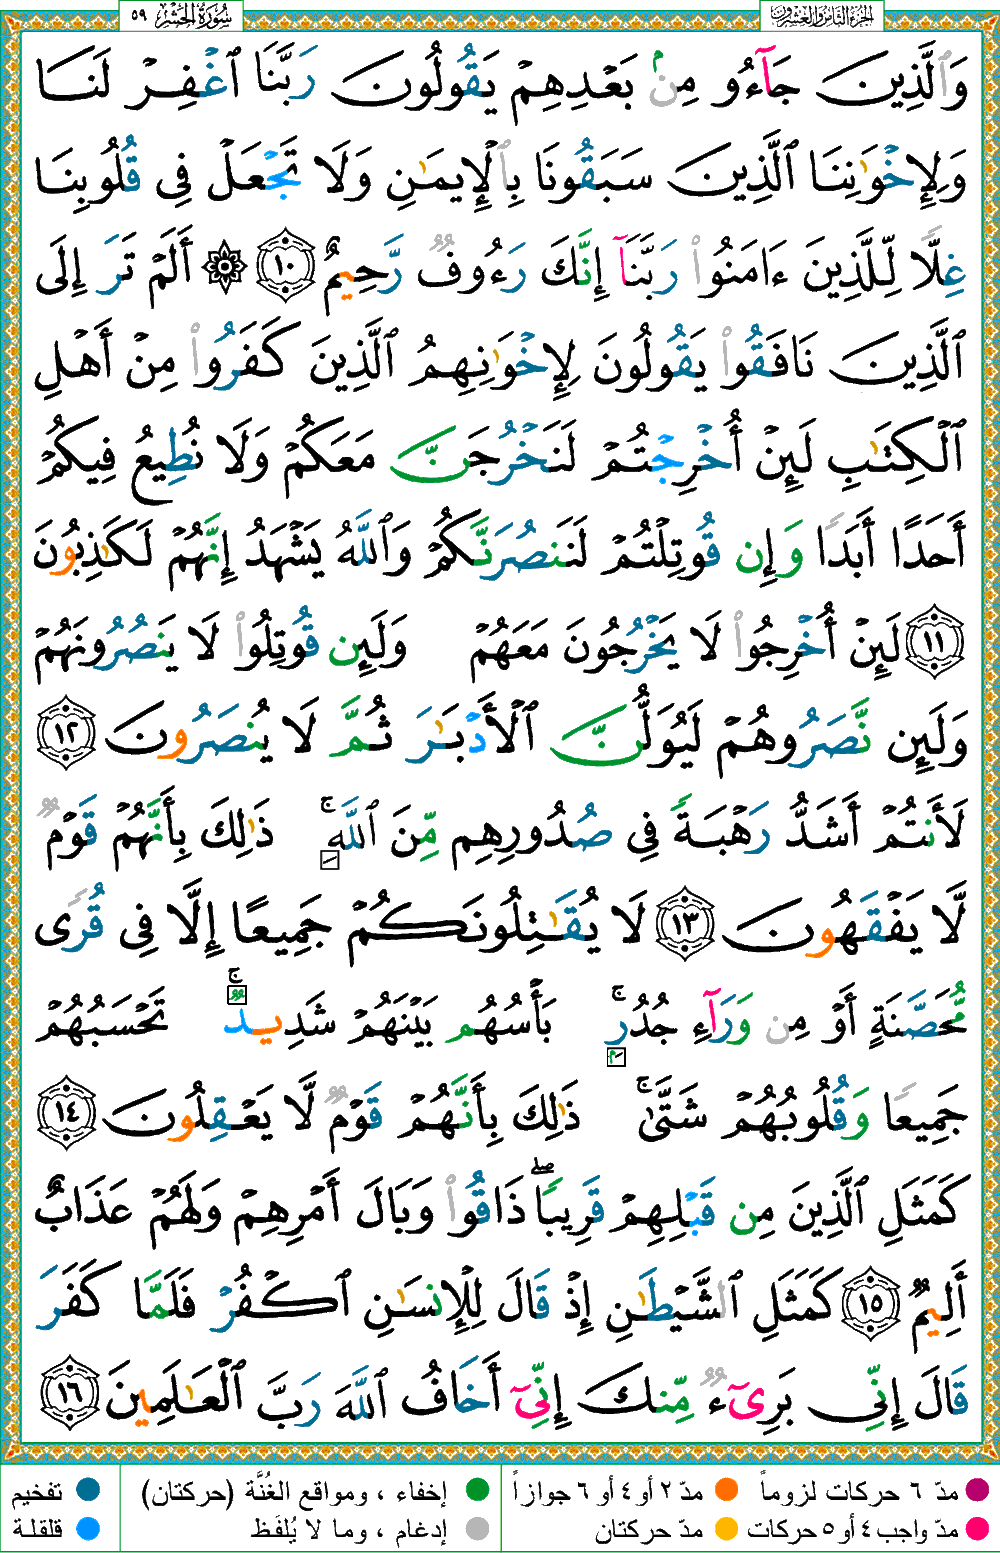 سُورَةُ الحَشْر ٥٩
الجزء الثامن والعشرون
وَٱلَّذِينَ جَآءُو مِنۢ بَعْدِهِمْ يَقُولُونَ رَبَّنَا ٱغْفِرْ لَنَا
وَلِإِخْوَٰنِنَا ٱلَّذِينَ سَبَقُونَا بِٱلْإِيمَٰنِ وَلَا تَجْعَلْ فِى قُلُوبِنَا
غِلًّا لِّلَّذِينَ ءَامَنُوا۟ رَبَّنَآ إِنَّكَ رَءُوفٌ رَّحِيمٌ ١٠ ۞ أَلَمْ تَرَ إِلَى
ٱلَّذِينَ نَافَقُوا۟ يَقُولُونَ لِإِخْوَٰنِهِمُ ٱلَّذِينَ كَفَرُوا۟ مِنْ أَهْلِ
ٱلْكِتَٰبِ لَئِنْ أُخْرِجْتُمْ لَنَخْرُجَنَّ مَعَكُمْ وَلَا نُطِيعُ فِيكُمْ
أَحَدًا أَبَدًا وَإِن قُوتِلْتُمْ لَنَنصُرَنَّكُمْ وَٱللَّهُ يَشْهَدُ إِنَّهُمْ لَكَٰذِبُونَ
١١ لَئِنْ أُخْرِجُوا۟ لَا يَخْرُجُونَ مَعَهُمْ وَلَئِن قُوتِلُوا۟ لَا يَنصُرُونَهُمْ
وَلَئِن نَّصَرُوهُمْ لَيُوَلُّنَّ ٱلْأَدْبَٰرَ ثُمَّ لَا يُنصَرُونَ ١٢
لَأَنتُمْ أَشَدُّ رَهْبَةً فِى صُدُورِهِم مِّنَ ٱللَّهِ ۚ ذَٰلِكَ بِأَنَّهُمْ قَوْمٌ
لَّا يَفْقَهُونَ ١٣ لَا يُقَٰتِلُونَكُمْ جَمِيعًا إِلَّا فِى قُرًى
مُّحَصَّنَةٍ أَوْ مِن وَرَآءِ جُدُرٍۭ ۚ بَأْسُهُم بَيْنَهُمْ شَدِيدٌ ۚ تَحْسَبُهُمْ
جَمِيعًا وَقُلُوبُهُمْ شَتَّىٰ ۚ ذَٰلِكَ بِأَنَّهُمْ قَوْمٌ لَّا يَعْقِلُونَ ١٤
كَمَثَلِ ٱلَّذِينَ مِن قَبْلِهِمْ قَرِيبًا ۖ ذَاقُوا۟ وَبَالَ أَمْرِهِمْ وَلَهُمْ عَذَابٌ
أَلِيمٌ ١٥ كَمَثَلِ ٱلشَّيْطَٰنِ إِذْ قَالَ لِلْإِنسَٰنِ ٱكْفُرْ فَلَمَّا كَفَرَ
قَالَ إِنِّى بَرِىٓءٌ مِّنكَ إِنِّىٓ أَخَافُ ٱللَّهَ رَبَّ ٱلْعَٰلَمِينَ ١٦
مدّ ٦ حركات لزوماً
مدّ ٢ أو ٤ أو ٦ جوازاً
إخفاء ، ومواقع الغُنَّة (حركتان)
تفخيم
مدّ واجب ٤ أو ٥ حركات
مدّ حركتان
إدغام ، وما لا يُلفَظ
قلقلة